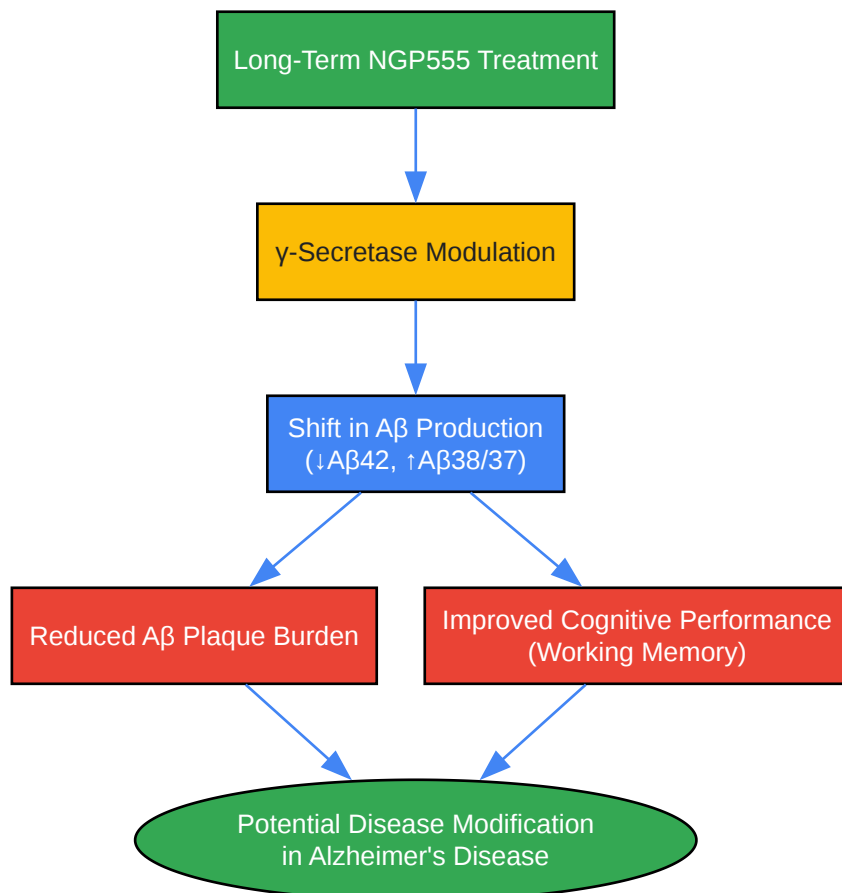 Long-Term NGP555 Treatment
γ-Secretase Modulation
Shift in Aβ Production
(↓Aβ42, ↑Aβ38/37)
Reduced Aβ Plaque Burden
Improved Cognitive Performance
(Working Memory)
Potential Disease Modification
in Alzheimer's Disease